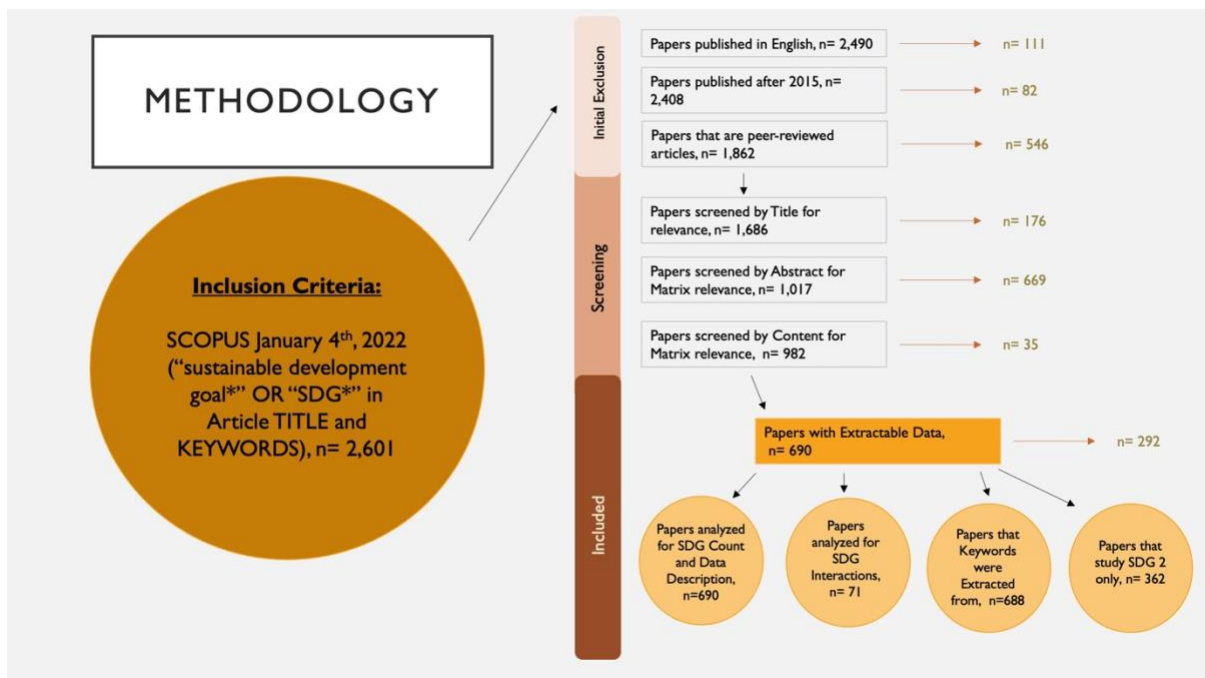 METHODOLOGY
Inclusion Criteria:
SCOPUS January 4th, 2022
(“sustainable development
goal*” OR “SDG*” in
Article TITLE and
KEYWORDS), n= 2,601
Initial Exclusion
Papers published in English, n= 2,490
n= 111
Papers published after 2015, n=
2,408
n= 82
Papers that are peer-reviewed
articles, n= 1,862
n= 546
Screening
Papers screened by Title for
relevance, n= 1,686
n= 176
Papers screened by Abstract for
Matrix relevance, n= 1,017
n= 669
Papers screened by Content for
Matrix relevance, n= 982
n= 35
Included
Papers with Extractable Data,
n= 690
n= 292
Papers analyzed
for SDG Count
and Data
Description,
n=690
Papers
analyzed for
SDG
Interactions,
n= 71
Papers that
Keywords
were
Extracted
from, n=688
Papers that
study SDG 2
only, n= 362